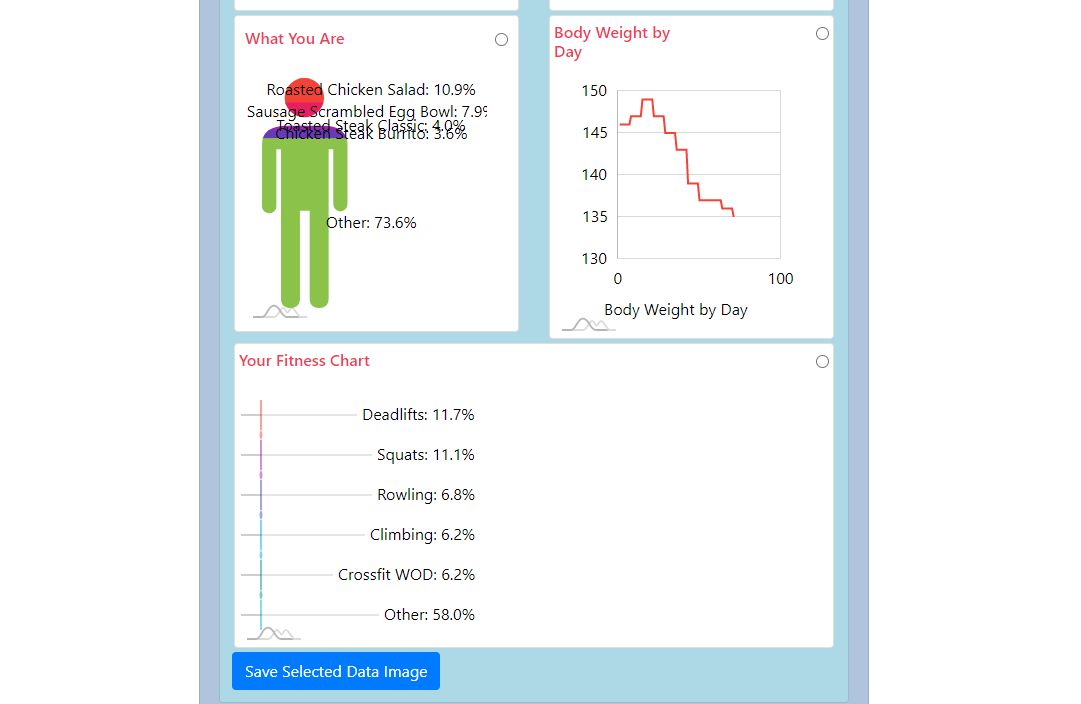 What You Are
Roasted Chicken Salad: 10.9%
Sausage Scrambled Egg Bowl: 7.9%
Toasted Steak Classic: 4.0%
Chicken Steak Burrito: 3.6%
Other: 73.6%
Body Weight by
Day
150
145
140
135
130
0 100
Body Weight by Day
Your Fitness Chart
Deadlifts: 11.7%
Squats: 11.1%
Rowling: 6.8%
Climbing: 6.2%
Crossfit WOD: 6.2%
Other: 58.0%
Save Selected Data Image